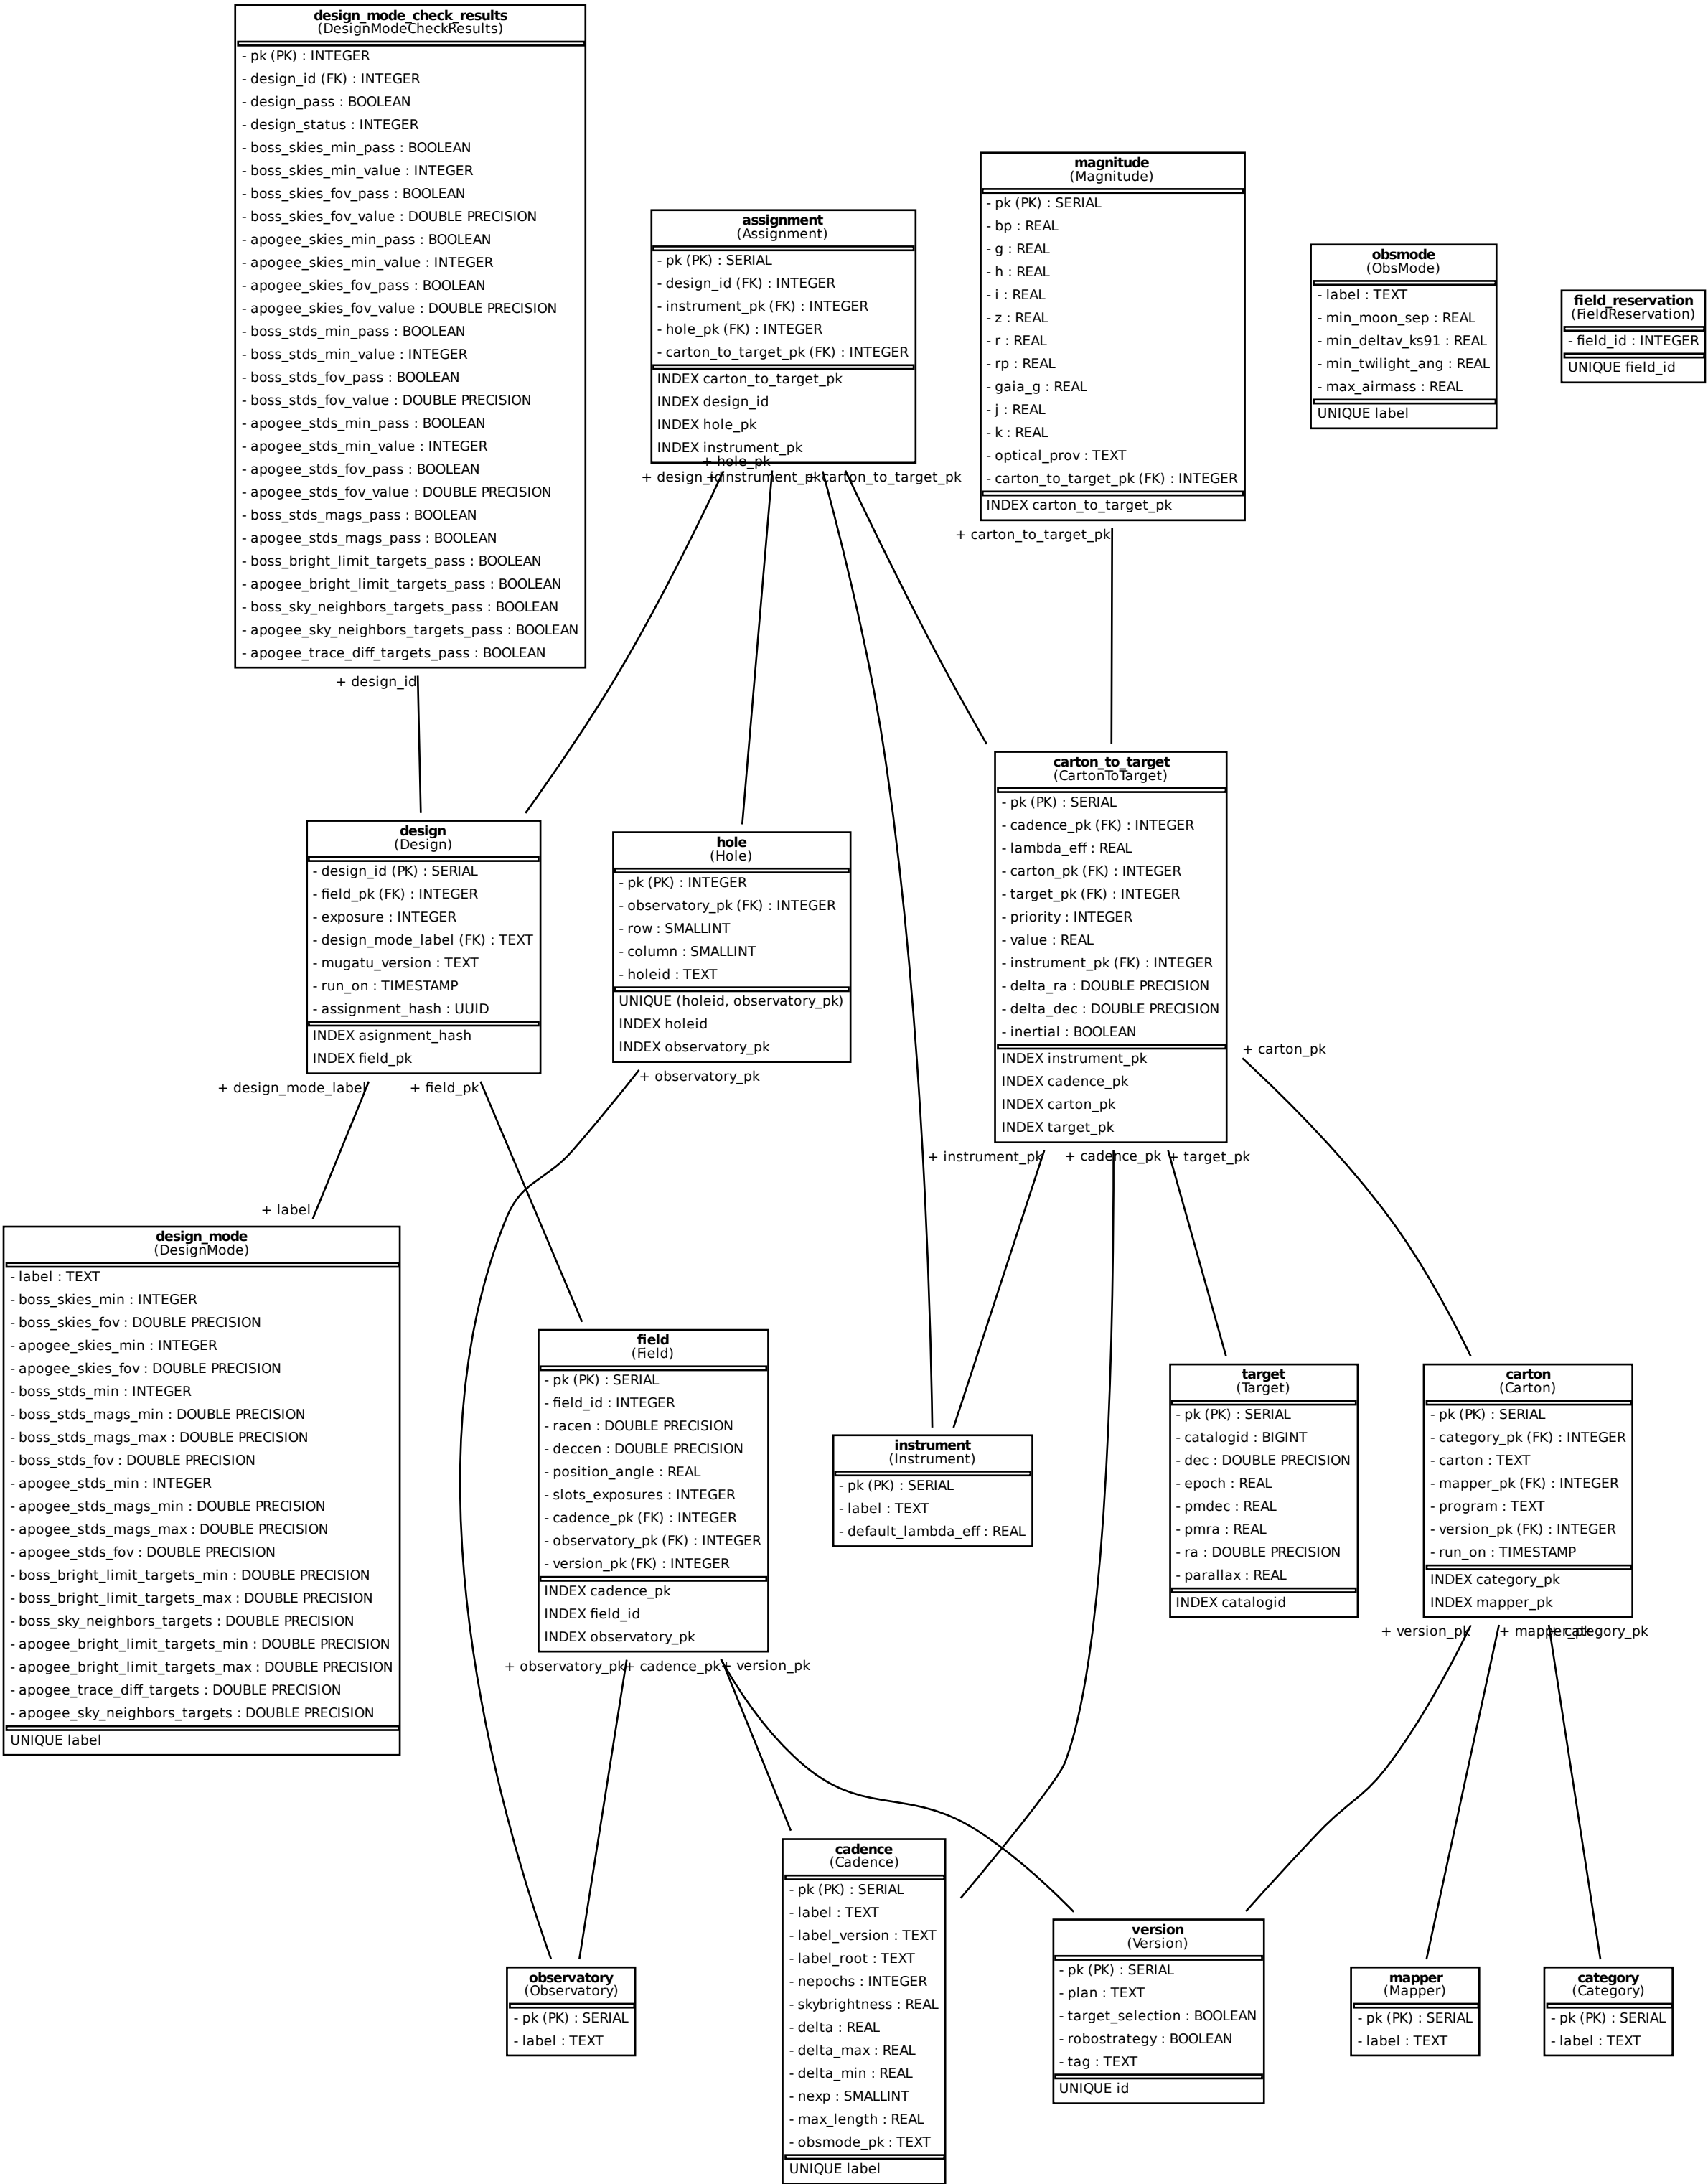 design_mode_check_results
(DesignModeCheckResults)
- pk (PK) : INTEGER
- design_id (FK) : INTEGER
- design_pass : BOOLEAN
- design_status : INTEGER
- boss_skies_min_pass : BOOLEAN
- boss_skies_min_value : INTEGER
- boss_skies_fov_pass : BOOLEAN
- boss_skies_fov_value : DOUBLE PRECISION
- apogee_skies_min_pass : BOOLEAN
- apogee_skies_min_value : INTEGER
- apogee_skies_fov_pass : BOOLEAN
- apogee_skies_fov_value : DOUBLE PRECISION
- boss_stds_min_pass : BOOLEAN
- boss_stds_min_value : INTEGER
- boss_stds_fov_pass : BOOLEAN
- boss_stds_fov_value : DOUBLE PRECISION
- apogee_stds_min_pass : BOOLEAN
- apogee_stds_min_value : INTEGER
- apogee_stds_fov_pass : BOOLEAN
- apogee_stds_fov_value : DOUBLE PRECISION
- boss_stds_mags_pass : BOOLEAN
- apogee_stds_mags_pass : BOOLEAN
- boss_bright_limit_targets_pass : BOOLEAN
- apogee_bright_limit_targets_pass : BOOLEAN
- boss_sky_neighbors_targets_pass : BOOLEAN
- apogee_sky_neighbors_targets_pass : BOOLEAN
- apogee_trace_diff_targets_pass : BOOLEAN
+ design_id
assignment
(Assignment)
- pk (PK) : SERIAL
- design_id (FK) : INTEGER
- instrument_pk (FK) : INTEGER
- hole_pk (FK) : INTEGER
- carton_to_target_pk (FK) : INTEGER
INDEX carton_to_target_pk
INDEX design_id
INDEX hole_pk
INDEX instrument_pk
+ hole_pk
+ design_id
+ instrument_pk
+ carton_to_target_pk
magnitude
(Magnitude)
- pk (PK) : SERIAL
- bp : REAL
- g : REAL
- h : REAL
- i : REAL
- z : REAL
- r : REAL
- rp : REAL
- gaia_g : REAL
- j : REAL
- k : REAL
- optical_prov : TEXT
- carton_to_target_pk (FK) : INTEGER
INDEX carton_to_target_pk
+ carton_to_target_pk
obsmode
(ObsMode)
- label : TEXT
- min_moon_sep : REAL
- min_deltav_ks91 : REAL
- min_twilight_ang : REAL
- max_airmass : REAL
UNIQUE label
field_reservation
(FieldReservation)
- field_id : INTEGER
UNIQUE field_id
design
(Design)
- design_id (PK) : SERIAL
- field_pk (FK) : INTEGER
- exposure : INTEGER
- design_mode_label (FK) : TEXT
- mugatu_version : TEXT
- run_on : TIMESTAMP
- assignment_hash : UUID
INDEX asignment_hash
INDEX field_pk
+ design_mode_label
+ field_pk
hole
(Hole)
- pk (PK) : INTEGER
- observatory_pk (FK) : INTEGER
- row : SMALLINT
- column : SMALLINT
- holeid : TEXT
UNIQUE (holeid, observatory_pk)
INDEX holeid
INDEX observatory_pk
+ observatory_pk
carton_to_target
(CartonToTarget)
- pk (PK) : SERIAL
- cadence_pk (FK) : INTEGER
- lambda_eff : REAL
- carton_pk (FK) : INTEGER
- target_pk (FK) : INTEGER
- priority : INTEGER
- value : REAL
- instrument_pk (FK) : INTEGER
- delta_ra : DOUBLE PRECISION
- delta_dec : DOUBLE PRECISION
- inertial : BOOLEAN
INDEX instrument_pk
INDEX cadence_pk
INDEX carton_pk
INDEX target_pk
+ carton_pk
+ instrument_pk
+ cadence_pk
+ target_pk
+ label
design_mode
(DesignMode)
- label : TEXT
- boss_skies_min : INTEGER
- boss_skies_fov : DOUBLE PRECISION
- apogee_skies_min : INTEGER
- apogee_skies_fov : DOUBLE PRECISION
- boss_stds_min : INTEGER
- boss_stds_mags_min : DOUBLE PRECISION
- boss_stds_mags_max : DOUBLE PRECISION
- boss_stds_fov : DOUBLE PRECISION
- apogee_stds_min : INTEGER
- apogee_stds_mags_min : DOUBLE PRECISION
- apogee_stds_mags_max : DOUBLE PRECISION
- apogee_stds_fov : DOUBLE PRECISION
- boss_bright_limit_targets_min : DOUBLE PRECISION
- boss_bright_limit_targets_max : DOUBLE PRECISION
- boss_sky_neighbors_targets : DOUBLE PRECISION
- apogee_bright_limit_targets_min : DOUBLE PRECISION
- apogee_bright_limit_targets_max : DOUBLE PRECISION
- apogee_trace_diff_targets : DOUBLE PRECISION
- apogee_sky_neighbors_targets : DOUBLE PRECISION
UNIQUE label
field
(Field)
- pk (PK) : SERIAL
- field_id : INTEGER
- racen : DOUBLE PRECISION
- deccen : DOUBLE PRECISION
- position_angle : REAL
- slots_exposures : INTEGER
- cadence_pk (FK) : INTEGER
- observatory_pk (FK) : INTEGER
- version_pk (FK) : INTEGER
INDEX cadence_pk
INDEX field_id
INDEX observatory_pk
+ observatory_pk
+ cadence_pk
+ version_pk
instrument
(Instrument)
- pk (PK) : SERIAL
- label : TEXT
- default_lambda_eff : REAL
target
(Target)
- pk (PK) : SERIAL
- catalogid : BIGINT
- dec : DOUBLE PRECISION
- epoch : REAL
- pmdec : REAL
- pmra : REAL
- ra : DOUBLE PRECISION
- parallax : REAL
INDEX catalogid
carton
(Carton)
- pk (PK) : SERIAL
- category_pk (FK) : INTEGER
- carton : TEXT
- mapper_pk (FK) : INTEGER
- program : TEXT
- version_pk (FK) : INTEGER
- run_on : TIMESTAMP
INDEX category_pk
INDEX mapper_pk
+ version_pk
+ mapper_pk
+ category_pk
observatory
(Observatory)
- pk (PK) : SERIAL
- label : TEXT
cadence
(Cadence)
- pk (PK) : SERIAL
- label : TEXT
- label_version : TEXT
- label_root : TEXT
- nepochs : INTEGER
- skybrightness : REAL
- delta : REAL
- delta_max : REAL
- delta_min : REAL
- nexp : SMALLINT
- max_length : REAL
- obsmode_pk : TEXT
UNIQUE label
version
(Version)
- pk (PK) : SERIAL
- plan : TEXT
- target_selection : BOOLEAN
- robostrategy : BOOLEAN
- tag : TEXT
UNIQUE id
mapper
(Mapper)
- pk (PK) : SERIAL
- label : TEXT
category
(Category)
- pk (PK) : SERIAL
- label : TEXT